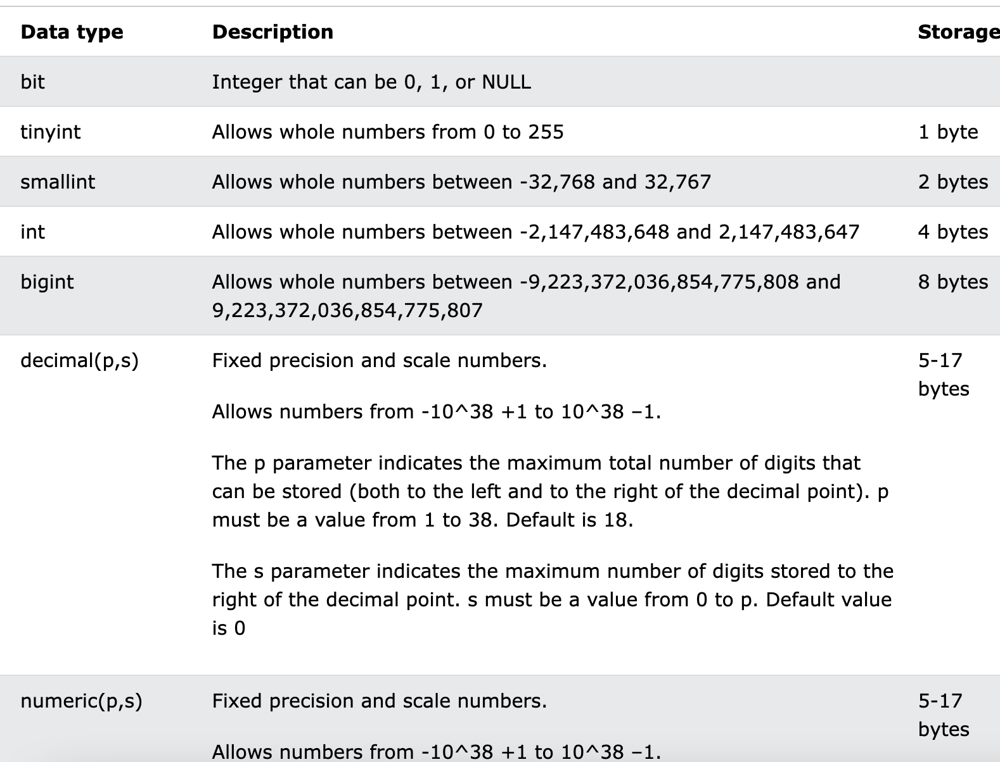 Data type Description Storage
bit Integer that can be 0, 1, or NULL
tinyint Allows whole numbers from 0 to 255 1 byte
smallint Allows whole numbers between -32,768 and 32,767 2 bytes
int Allows whole numbers between -2,147,483,648 and 2,147,483,647 4 bytes
bigint Allows whole numbers between -9,223,372,036,854,775,808 and 8 bytes
9,223,372,036,854,775,807
decimal(p,s) Fixed precision and scale numbers. 5-17
bytes
Allows numbers from -10^38 +1 to 10^38 –1.
The p parameter indicates the maximum total number of digits that
can be stored (both to the left and to the right of the decimal point). p
must be a value from 1 to 38. Default is 18.
The s parameter indicates the maximum number of digits stored to the
right of the decimal point. s must be a value from 0 to p. Default value
is 0
numeric(p,s) Fixed precision and scale numbers. 5-17
bytes
Allows numbers from -10^38 +1 to 10^38 –1.